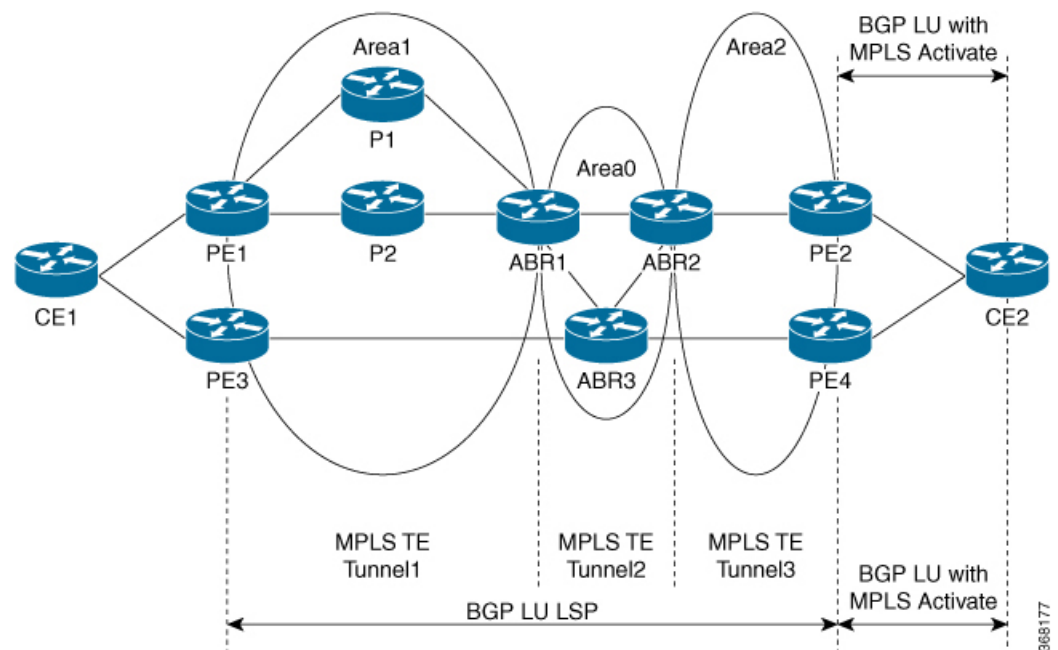 BGP LU with
MPLS Activate
Area1
Area2
P1
Area0
PE1
P2
ABR1
ABR2
PE2
CE1
CE2
PE3
ABR3
PE4
MPLS TE
Tunnel1
MPLS TE
Tunnel2
MPLS TE
Tunnel3
BGP LU with
MPLS Activate
BGP LU LSP
368177